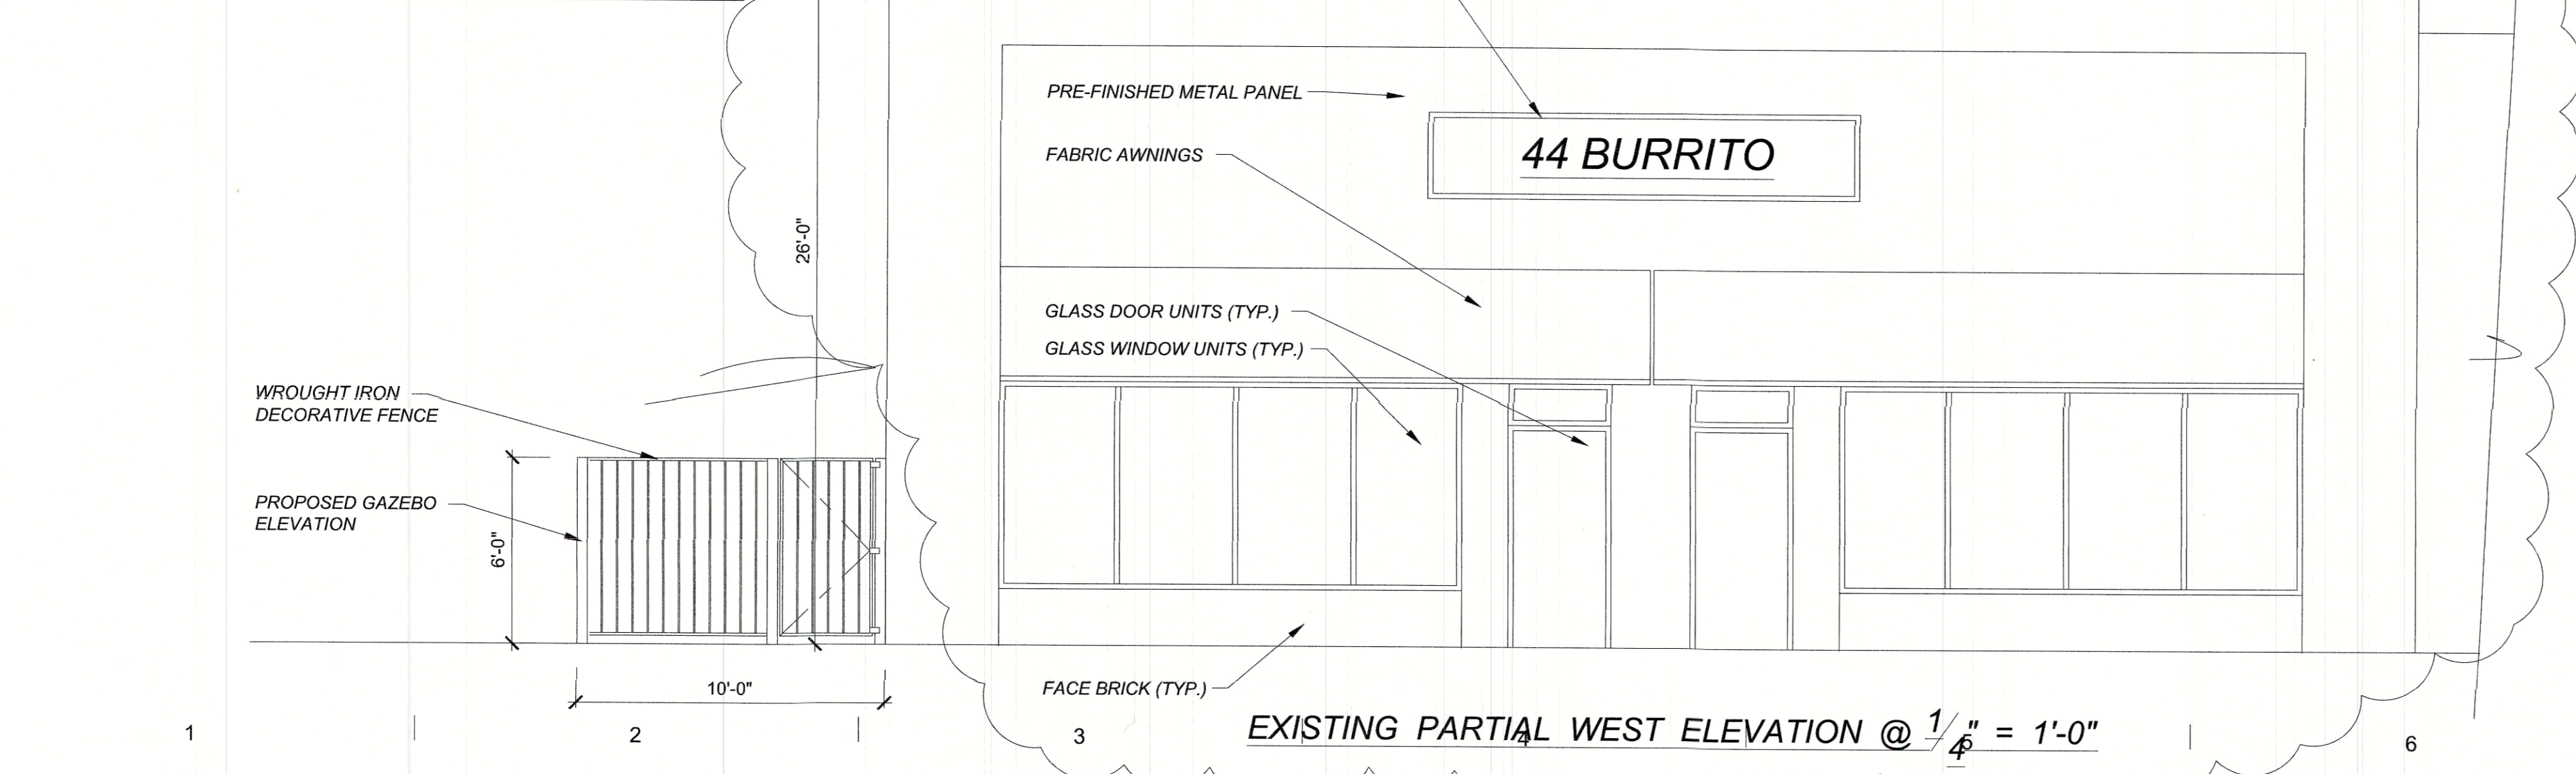 PRE-FINISHED METAL PANEL
44 BURRITO
FABRIC AWNINGS
26'-0"
GLASS DOOR UNITS (TYP.)
GLASS WINDOW UNITS (TYP.)
WROUGHT IRON
DECORATIVE FENCE
PROPOSED GAZEBO
ELEVATION
6'-0"
10'-0"
FACE BRICK (TYP.)
EXISTING PARTIAL WEST ELEVATION @ 1/4" = 1'-0"
1 2 3 4 5 6